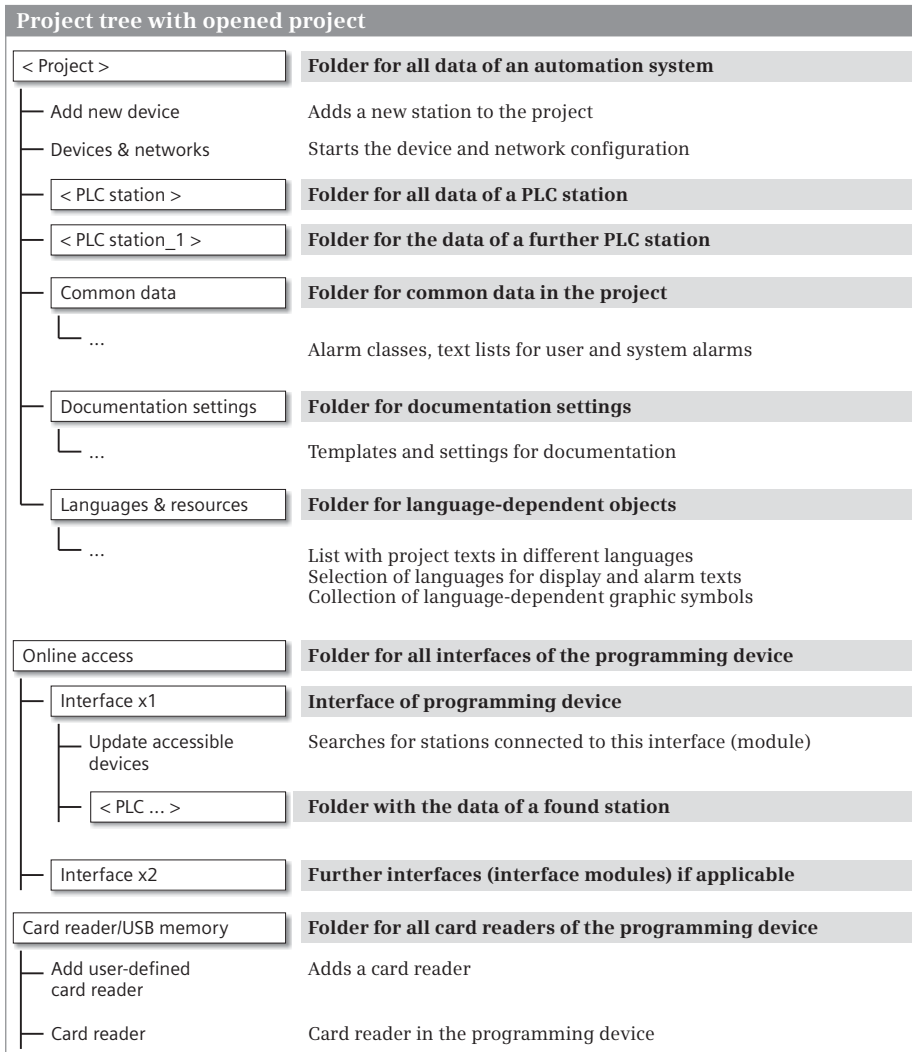 Project tree with opened project
< Project > Folder for all data of an automation system
Add new device Adds a new station to the project
Devices & networks Starts the device and network configuration
< PLC station > Folder for all data of a PLC station
< PLC station_1 > Folder for the data of a further PLC station
Common data Folder for common data in the project
...
Alarm classes, text lists for user and system alarms
Documentation settings Folder for documentation settings
... Templates and settings for documentation
Languages & resources Folder for language-dependent objects
...
List with project texts in different languages
Selection of languages for display and alarm texts
Collection of language-dependent graphic symbols
Online access Folder for all interfaces of the programming device
Interface x1 Interface of programming device
Update accessible Searches for stations connected to this interface (module)
devices
< PLC ... > Folder with the data of a found station
Interface x2 Further interfaces (interface modules) if applicable
Card reader/USB memory Folder for all card readers of the programming device
Add user-defined Adds a card reader
card reader
Card reader Card reader in the programming device